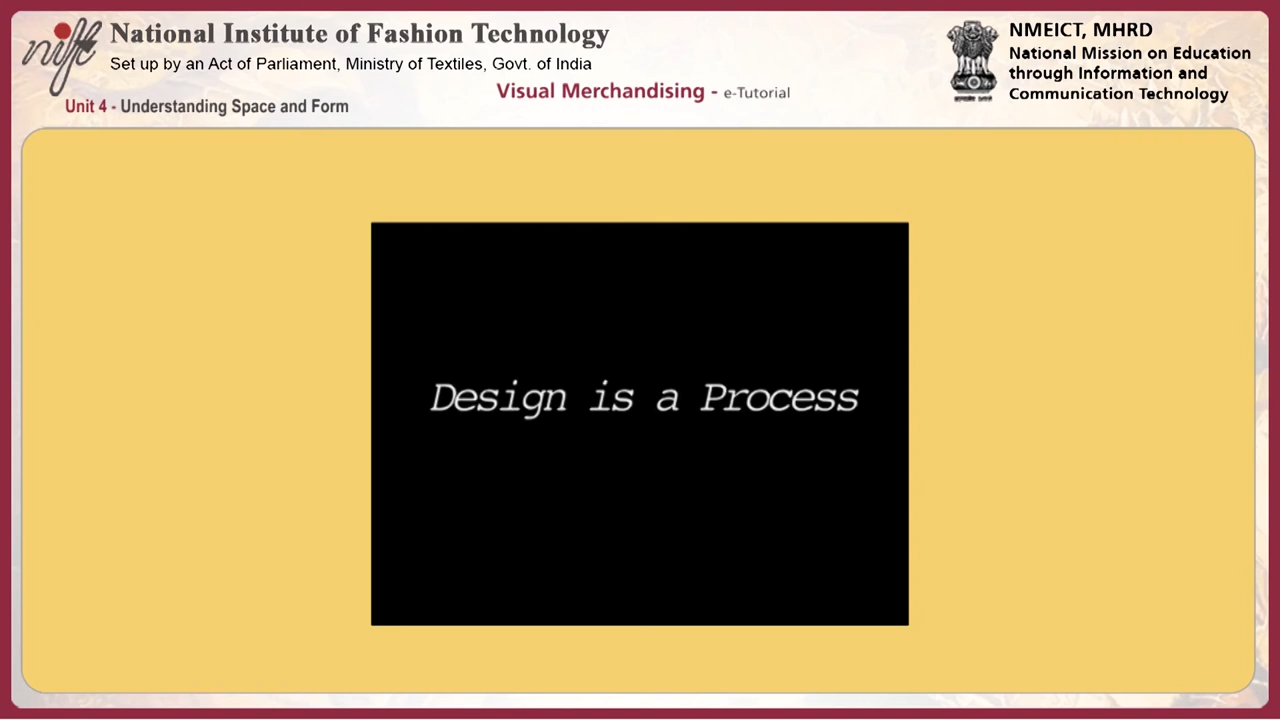 nift
National Institute of Fashion Technology
Set up by an Act of Parliament, Ministry of Textiles, Govt. of India
Unit 4 - Understanding Space and Form
Visual Merchandising - e-Tutorial
NMEICT, MHRD
National Mission on Education
through Information and
Communication Technology
Design is a Process